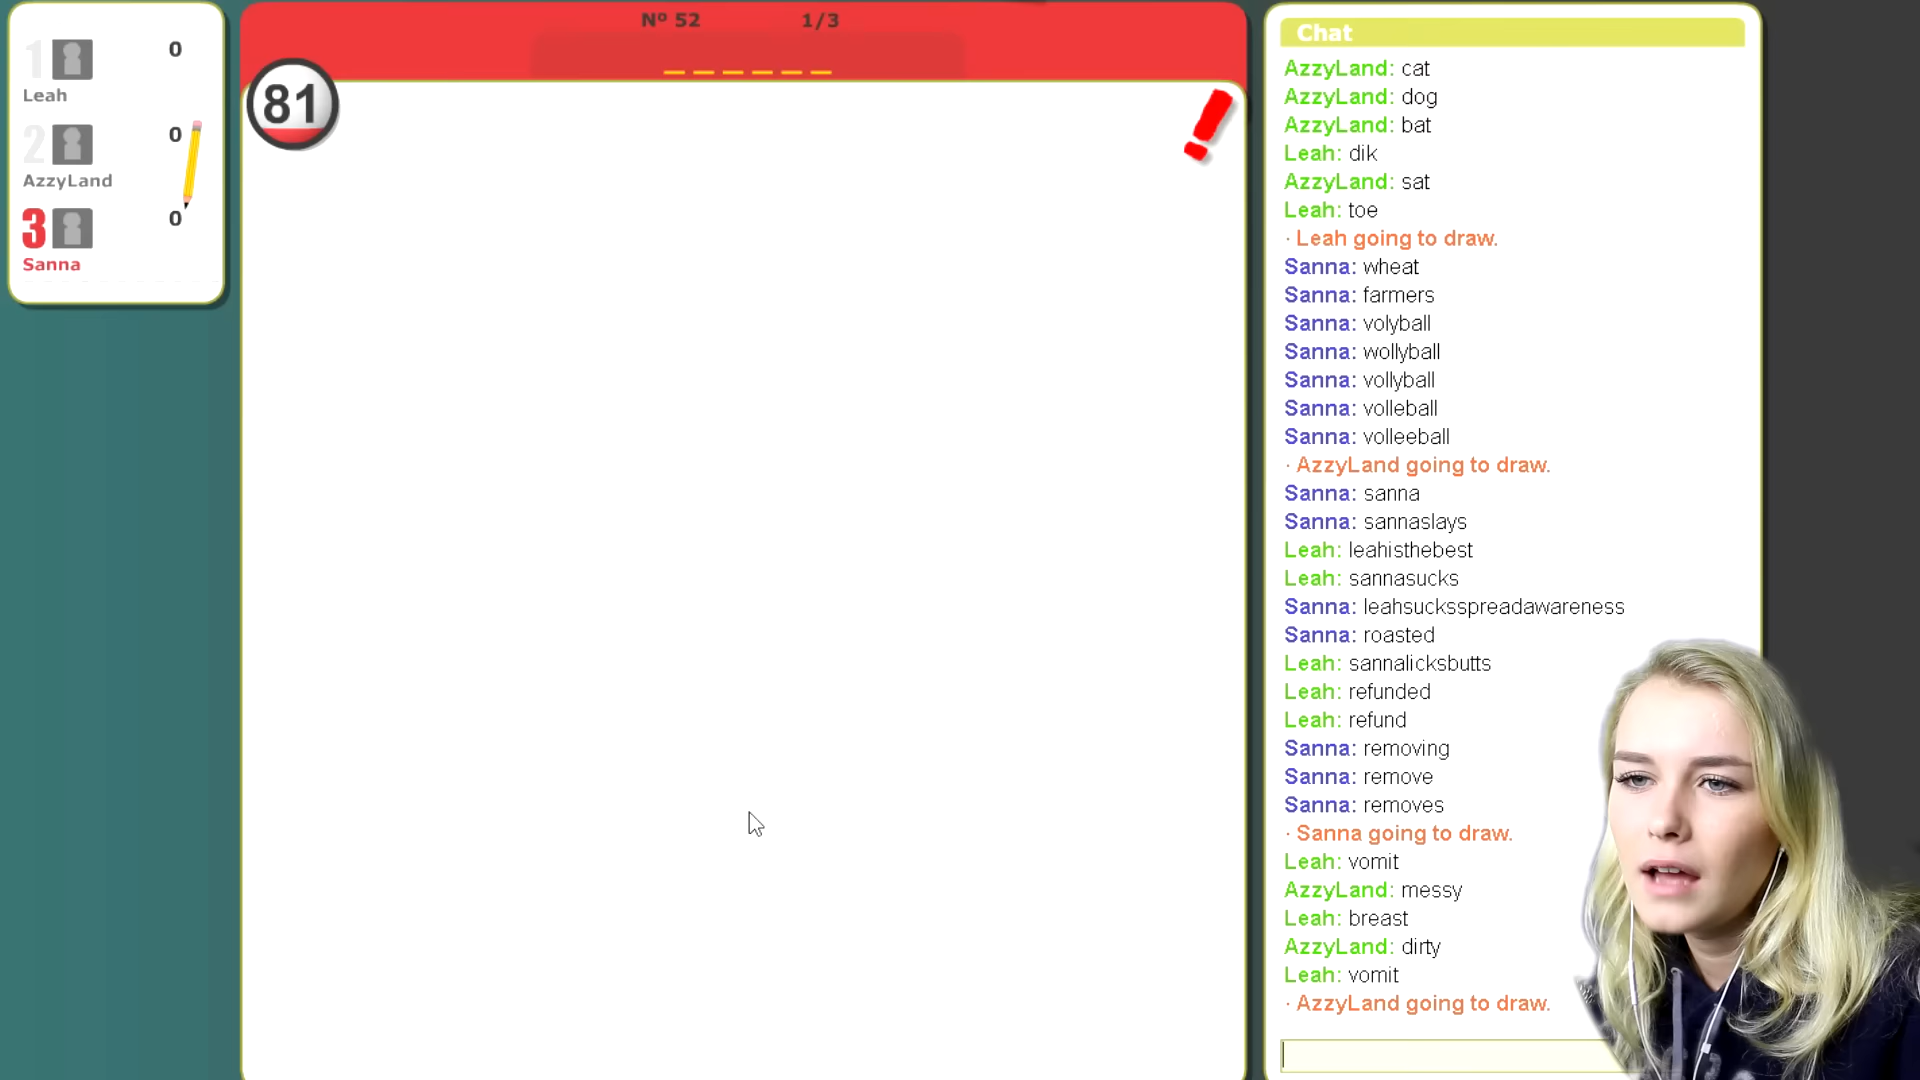 1
0
Leah
2
0
AzzyLand
3
0
Sanna
Nº 52
1/3
_ _ _ _ _ _
81
!
Chat
AzzyLand: cat
AzzyLand: dog
AzzyLand: bat
Leah: dik
AzzyLand: sat
Leah: toe
· Leah going to draw.
Sanna: wheat
Sanna: farmers
Sanna: volyball
Sanna: wollyball
Sanna: vollyball
Sanna: volleball
Sanna: volleeball
· AzzyLand going to draw.
Sanna: sanna
Sanna: sannaslays
Leah: leahisthebest
Leah: sannasucks
Sanna: leahsucksspreadawareness
Sanna: roasted
Leah: sannalicksbutts
Leah: refunded
Leah: refund
Sanna: removing
Sanna: remove
Sanna: removes
· Sanna going to draw.
Leah: vomit
AzzyLand: messy
Leah: breast
AzzyLand: dirty
Leah: vomit
· AzzyLand going to draw.